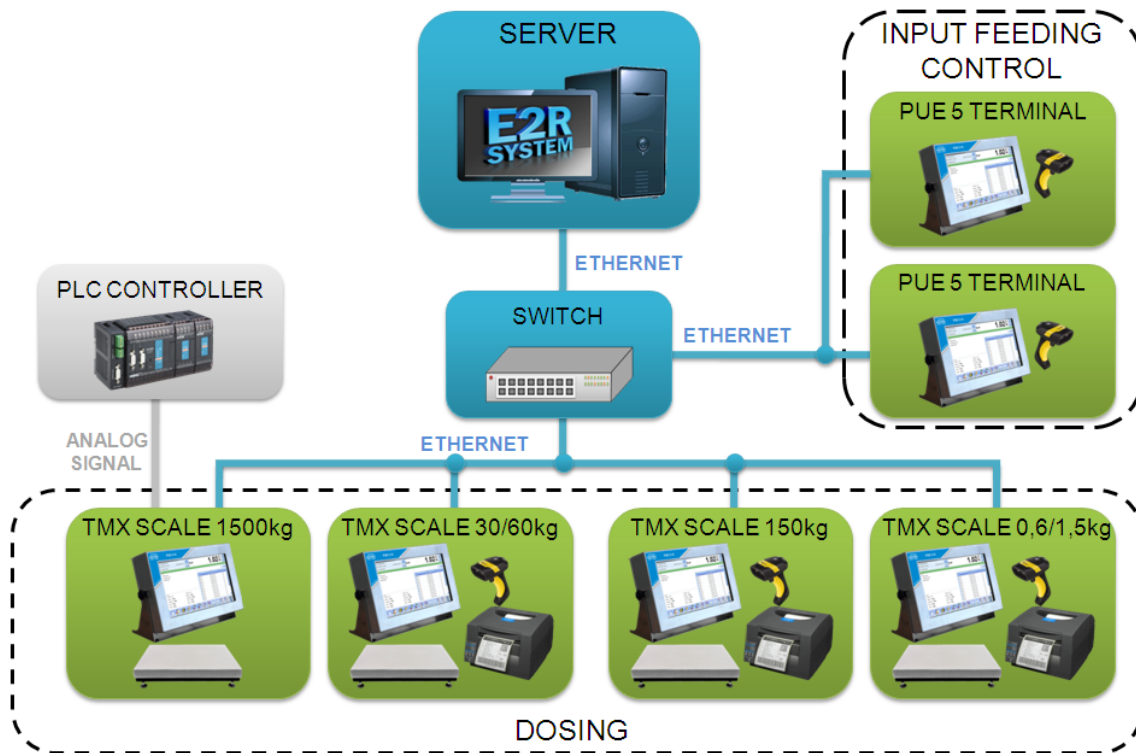 SERVER
E2R
SYSTEM
INPUT FEEDING
CONTROL
PUE 5 TERMINAL
ETHERNET
PUE 5 TERMINAL
PLC CONTROLLER
SWITCH
ETHERNET
ANALOG
SIGNAL
ETHERNET
TMX SCALE 1500kg
TMX SCALE 30/60kg
TMX SCALE 150kg
TMX SCALE 0,6/1,5kg
DOSING